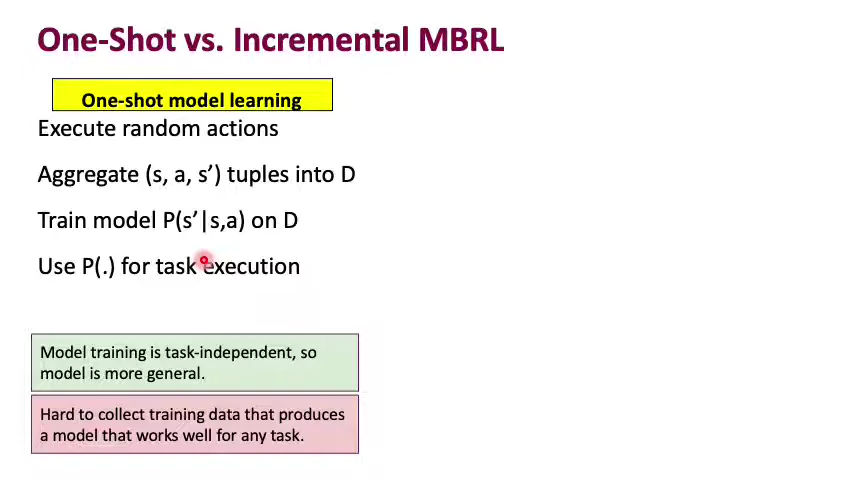 One-Shot vs. Incremental MBRL
One-shot model learning
Execute random actions
Aggregate (s, a, s’) tuples into D
Train model P(s’|s,a) on D
Use P(.) for task execution
Model training is task-independent, so
model is more general.
Hard to collect training data that produces
a model that works well for any task.